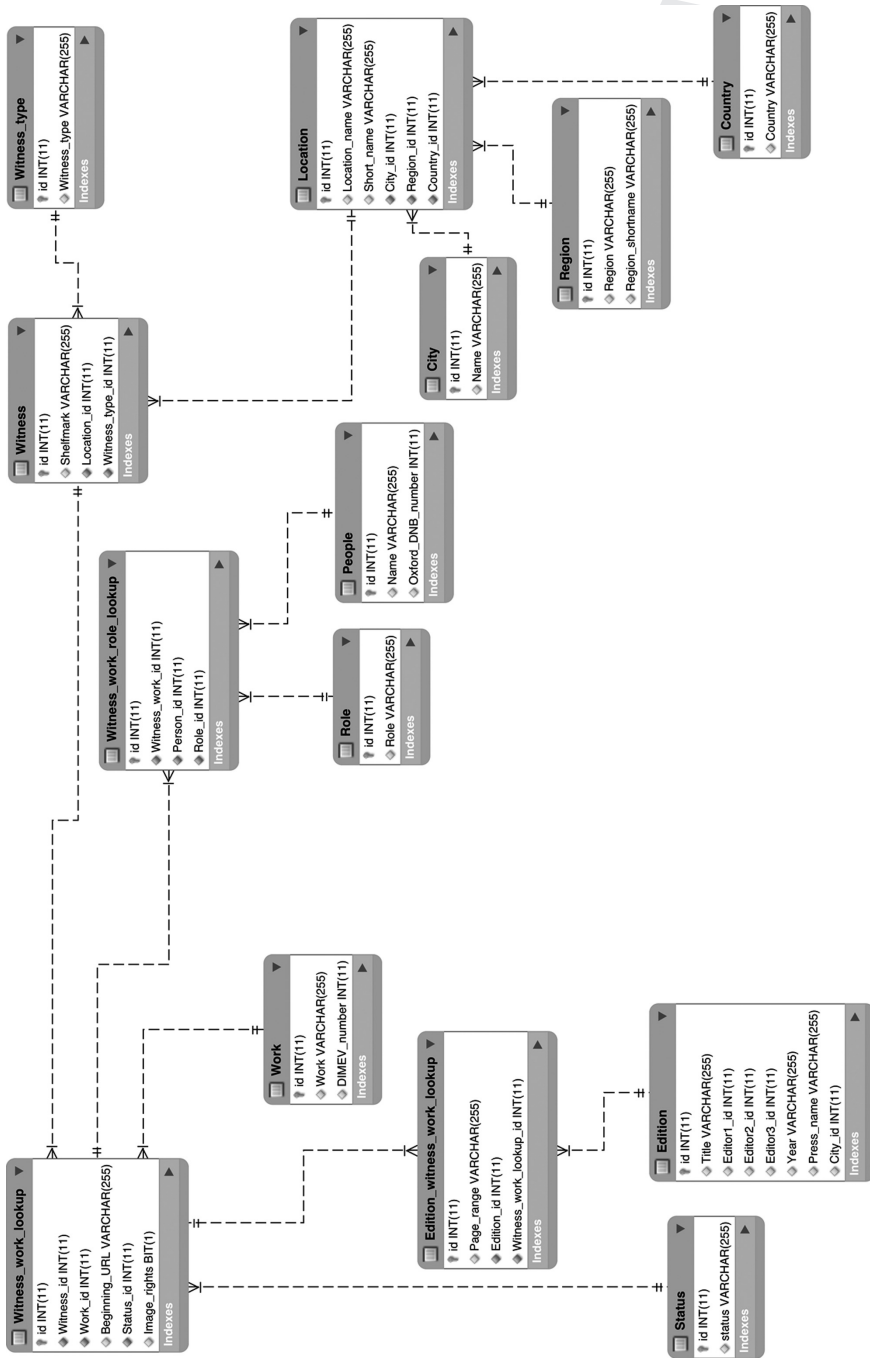 Witness_work_lookup
id INT(11)
Witness_id INT(11)
Work_id INT(11)
Beginning_URL VARCHAR(255)
Status_id INT(11)
Image_rights BIT(1)
Indexes
Witness
id INT(11)
Shelfmark VARCHAR(255)
Location_id INT(11)
Witness_type_id INT(11)
Indexes
Witness_type
id INT(11)
Witness_type VARCHAR(255)
Indexes
Witness_work_role_lookup
id INT(11)
Witness_work_id INT(11)
Person_id INT(11)
Role_id INT(11)
Indexes
Work
id INT(11)
Work VARCHAR(255)
DIMEV_number INT(11)
Indexes
Role
id INT(11)
Role VARCHAR(255)
Indexes
People
id INT(11)
Name VARCHAR(255)
Oxford_DNB_number INT(11)
Indexes
Location
id INT(11)
Location_name VARCHAR(255)
Short_name VARCHAR(255)
City_id INT(11)
Region_id INT(11)
Country_id INT(11)
Indexes
City
id INT(11)
Name VARCHAR(255)
Indexes
Region
id INT(11)
Region VARCHAR(255)
Region_shortname VARCHAR(255)
Indexes
Country
id INT(11)
Country VARCHAR(255)
Indexes
Edition_witness_work_lookup
id INT(11)
Page_range VARCHAR(255)
Edition_id INT(11)
Witness_work_lookup_id INT(11)
Indexes
Status
id INT(11)
status VARCHAR(255)
Indexes
Edition
id INT(11)
Title VARCHAR(255)
Editor1_id INT(11)
Editor2_id INT(11)
Editor3_id INT(11)
Year VARCHAR(255)
Press_name VARCHAR(255)
City_id INT(11)
Indexes